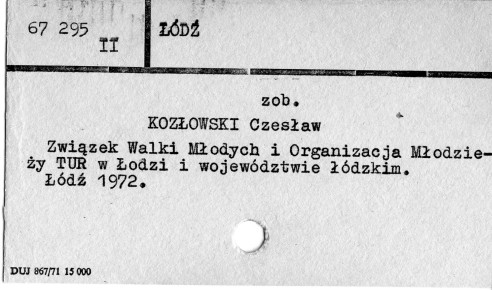 67 295
II
ŁÓDŹ
zob.
KOZŁOWSKI Czesław
Związek Walki Młodych i Organizacja Młodzie-
ży TUR w Łodzi i województwie łódzkim.
Łódź 1972.
DUJ 867/71 15 000